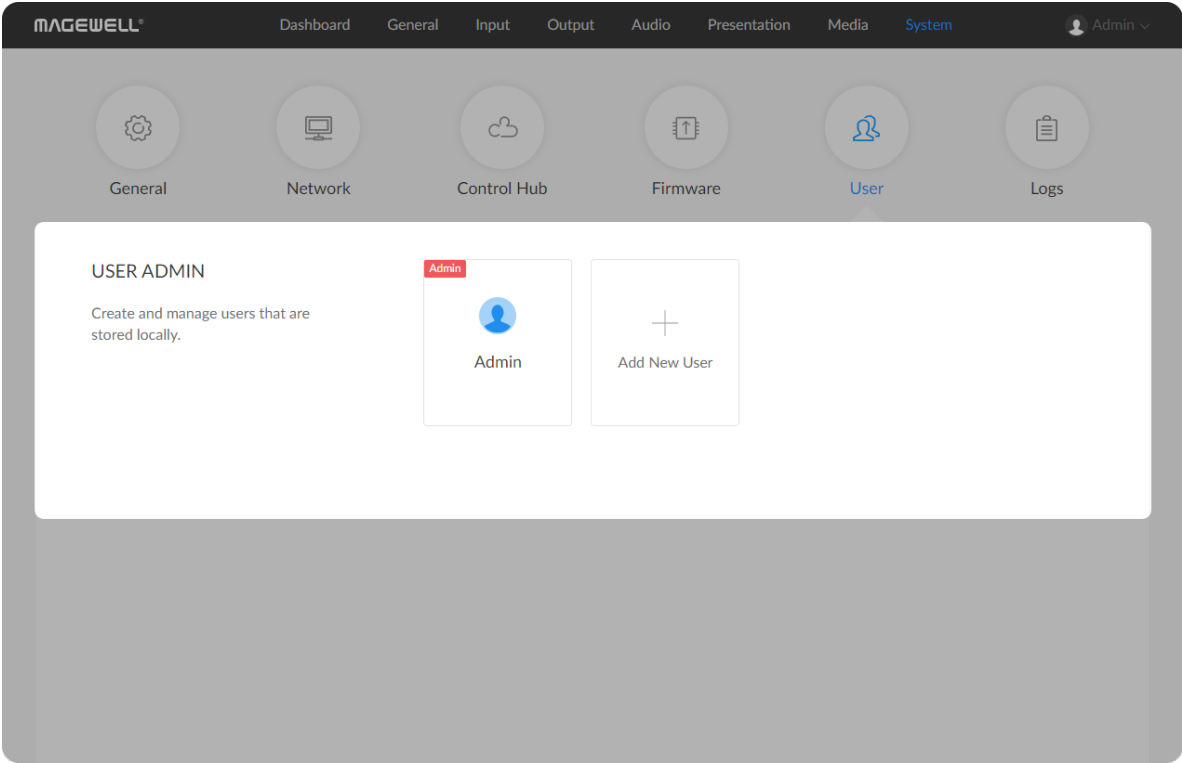 MAGEWELL®
Dashboard General Input Output Audio Presentation Media System Admin
General Network Control Hub Firmware User Logs
USER ADMIN
Create and manage users that are
stored locally.
Admin
Admin
Add New User